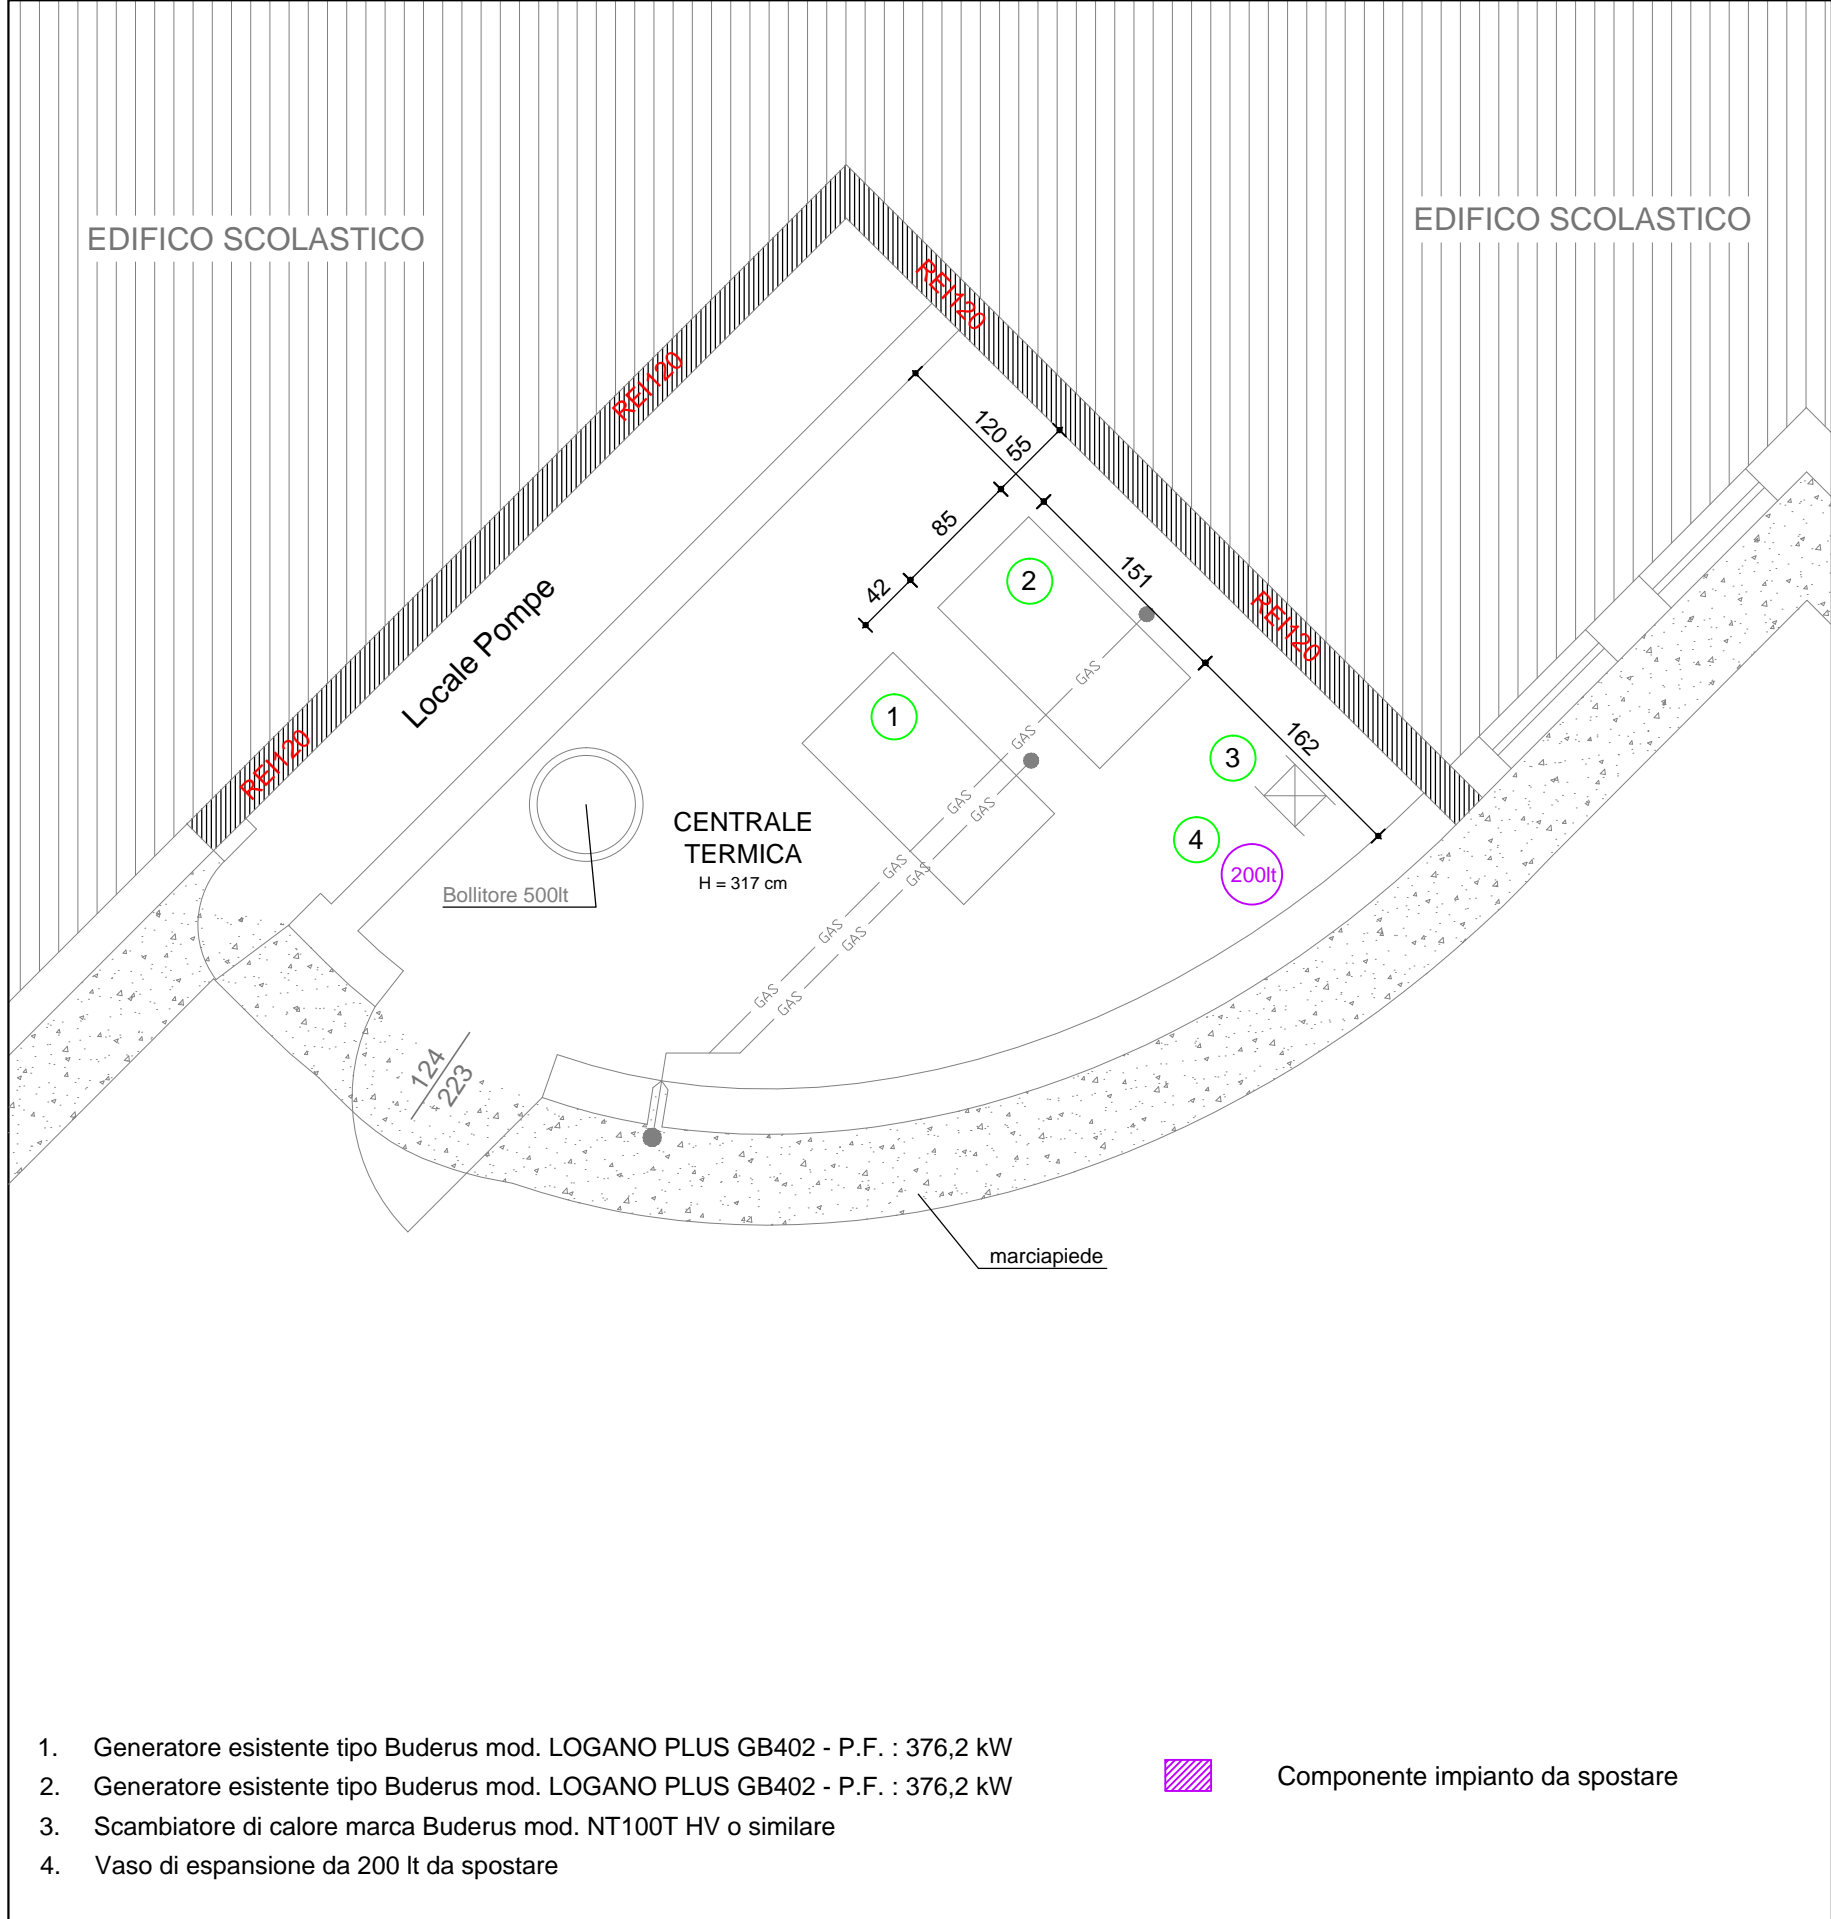 EDIFICO SCOLASTICO
EDIFICO SCOLASTICO
REI120
REI120
REI120
REI120
120
55
85
42
151
162
Locale Pompe
1
2
3
4
200lt
CENTRALE
TERMICA
H = 317 cm
Bollitore 500lt
GAS
GAS
GAS
GAS
GAS
GAS
GAS
GAS
GAS
GAS
124
223
marciapiede
1. Generatore esistente tipo Buderus mod. LOGANO PLUS GB402 - P.F. : 376,2 kW
2. Generatore esistente tipo Buderus mod. LOGANO PLUS GB402 - P.F. : 376,2 kW
3. Scambiatore di calore marca Buderus mod. NT100T HV o similare
4. Vaso di espansione da 200 lt da spostare
Componente impianto da spostare